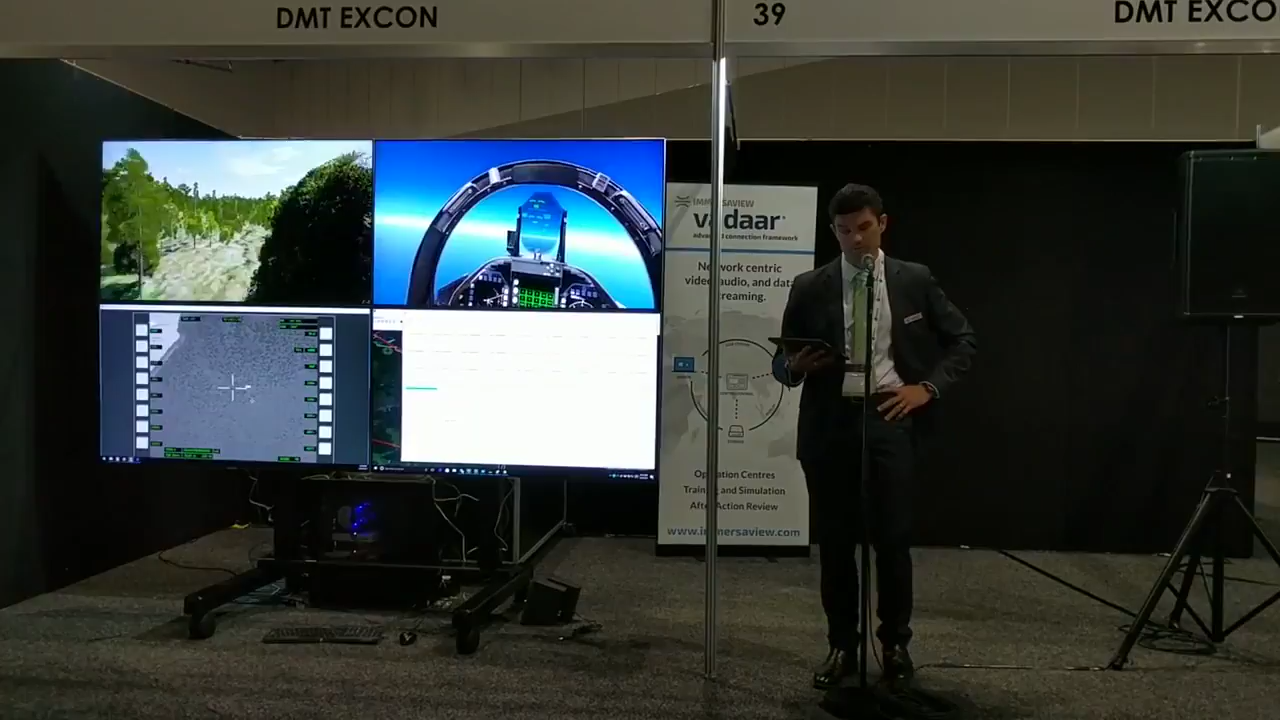 DMT EXCON
39
DMT EXCO
IMMERSAVIEW
vadaar
advanced connection framework
Network centric
video, audio, and data
streaming.
Operation Centres
Training and Simulation
After Action Review
www.immersaview.com